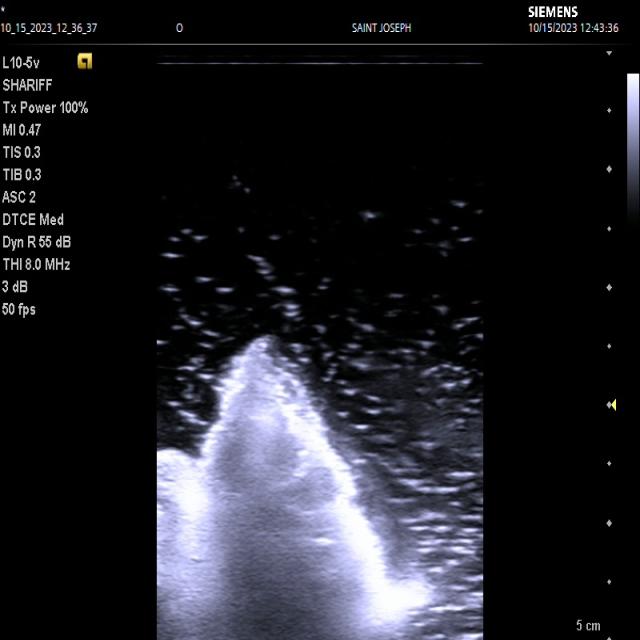 *
SIEMENS
10_15_2023_12_36_37 O SAINT JOSEPH 10/15/2023 12:43:36
L10-5v
SHARIFF
Tx Power 100%
MI 0.47
TIS 0.3
TIB 0.3
ASC 2
DTCE Med
Dyn R 55 dB
THI 8.0 MHz
3 dB
50 fps
5 cm